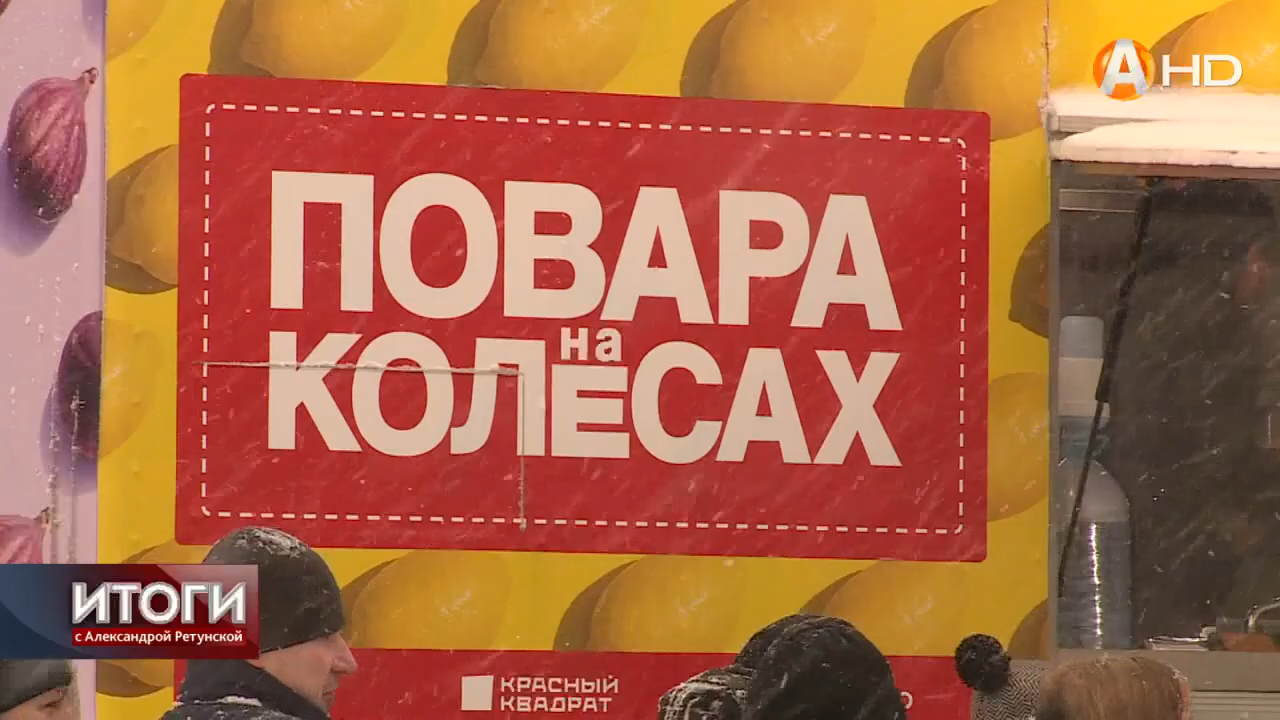 А HD
ПОВАРА
на
КОЛЕСАХ
ИТОГИ
с Александрой Ретунской
КРАСНЫЙ
КВАДРАТ